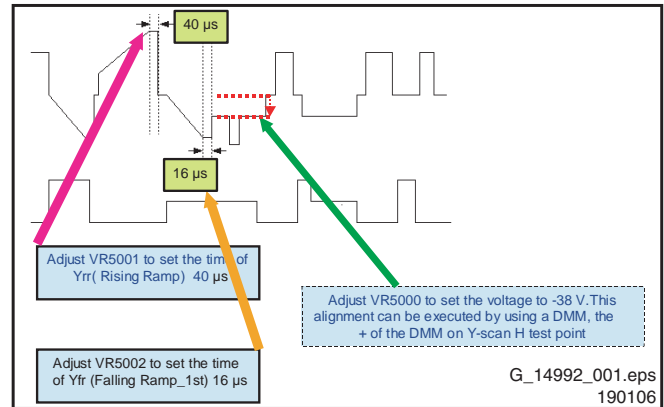 40 µs
16 µs
Adjust VR5001 to set the time of
Yrr( Rising Ramp) 40 µs
Adjust VR5000 to set the voltage to -38 V.This
alignment can be executed by using a DMM, the
+ of the DMM on Y-scan H test point
Adjust VR5002 to set the time
of Yfr (Falling Ramp_1st) 16 µs
G_14992_001.eps
190106